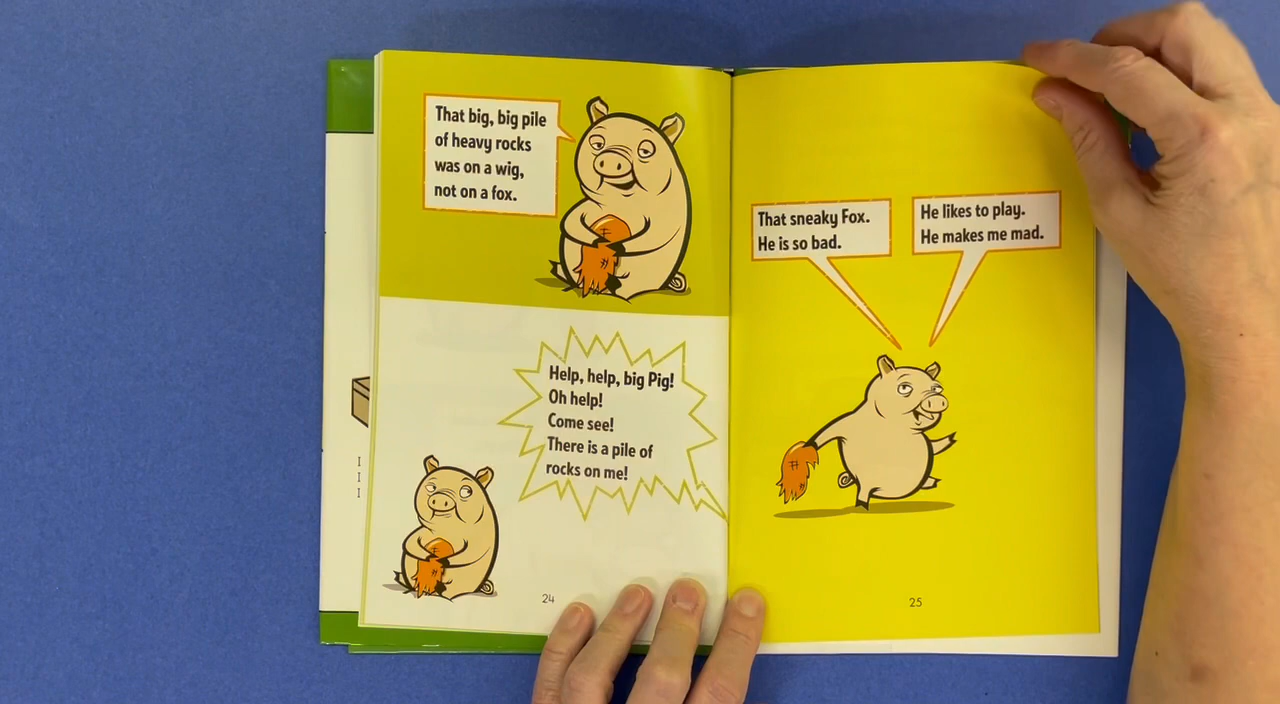 That big, big pile
of heavy rocks
was on a wig,
not on a fox.
Help, help, big Pig!
Oh help!
Come see!
There is a pile of
rocks on me!
24
That sneaky Fox.
He is so bad.
He likes to play.
He makes me mad.
25
I
I
I